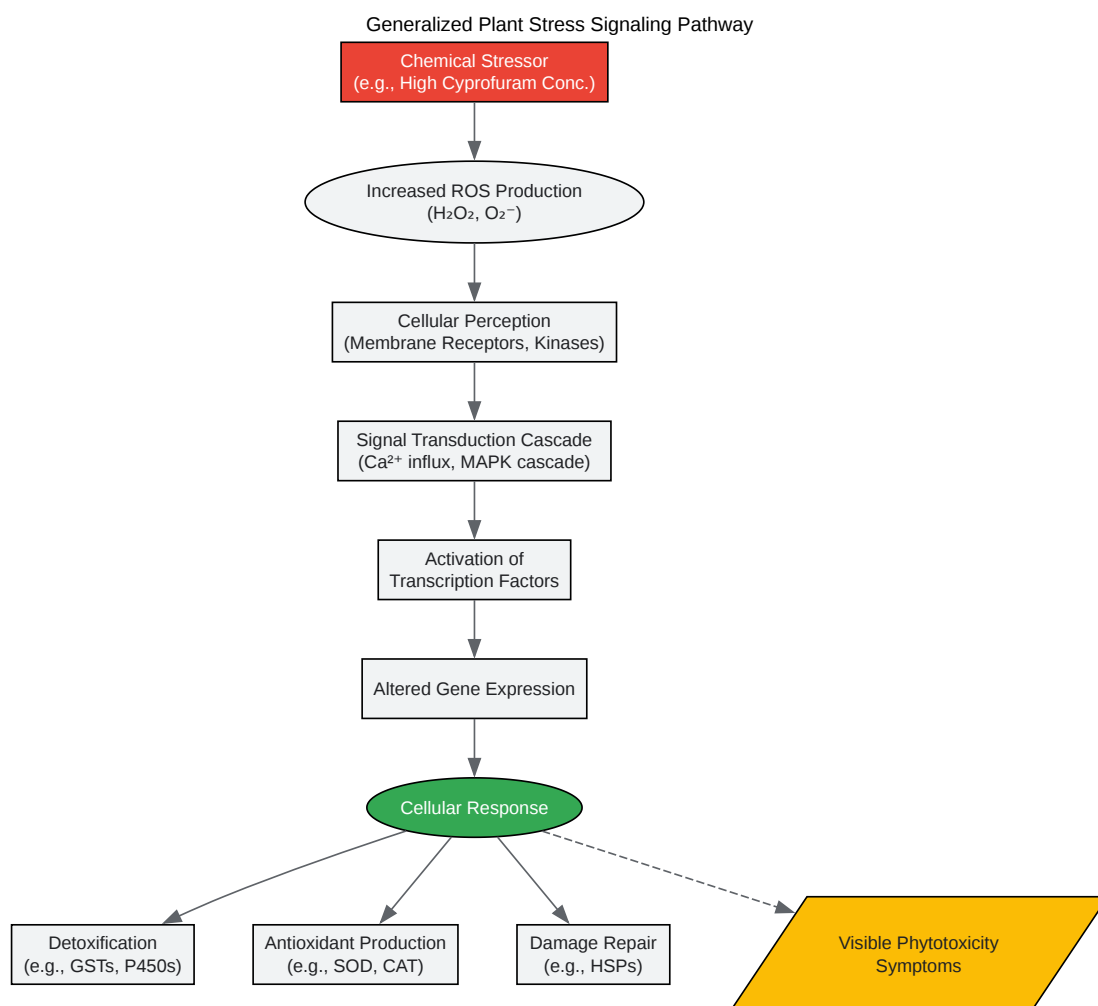 Generalized Plant Stress Signaling Pathway
Chemical Stressor
(e.g., High Cyprofuram Conc.)
Increased ROS Production
(H₂O₂, O₂⁻)
Cellular Perception
(Membrane Receptors, Kinases)
Signal Transduction Cascade
(Ca²⁺ influx, MAPK cascade)
Activation of
Transcription Factors
Altered Gene Expression
Cellular Response
Detoxification
(e.g., GSTs, P450s)
Antioxidant Production
(e.g., SOD, CAT)
Damage Repair
(e.g., HSPs)
Visible Phytotoxicity
Symptoms